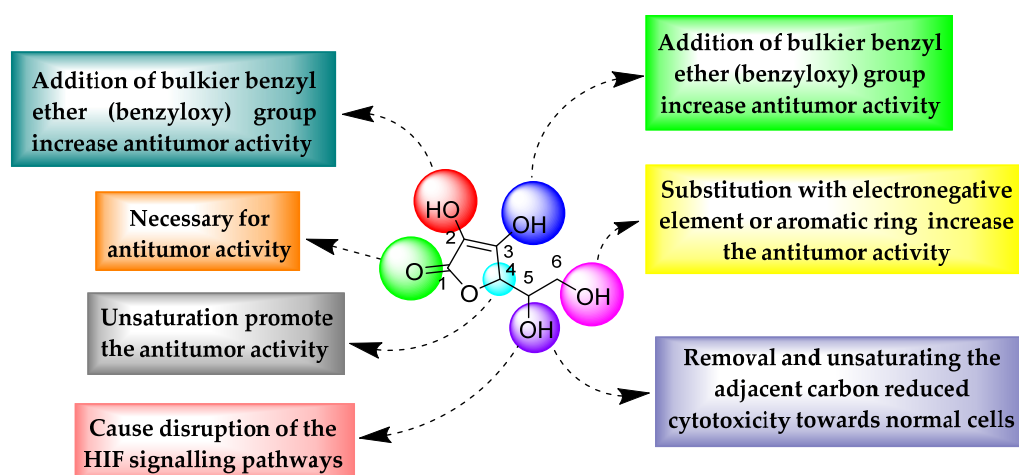 Addition of bulkier benzyl
ether (benzyloxy) group
increase antitumor activity
Addition of bulkier benzyl
ether (benzyloxy) group
increase antitumor activity
Necessary for
antitumor activity
Substitution with electronegative
element or aromatic ring increase
the antitumor activity
Unsaturation promote
the antitumor activity
Removal and unsaturating the
adjacent carbon reduced
cytotoxicity towards normal cells
Cause disruption of the
HIF signalling pathways
HO
OH
2
3
O
1
4
5
6
O
OH
OH